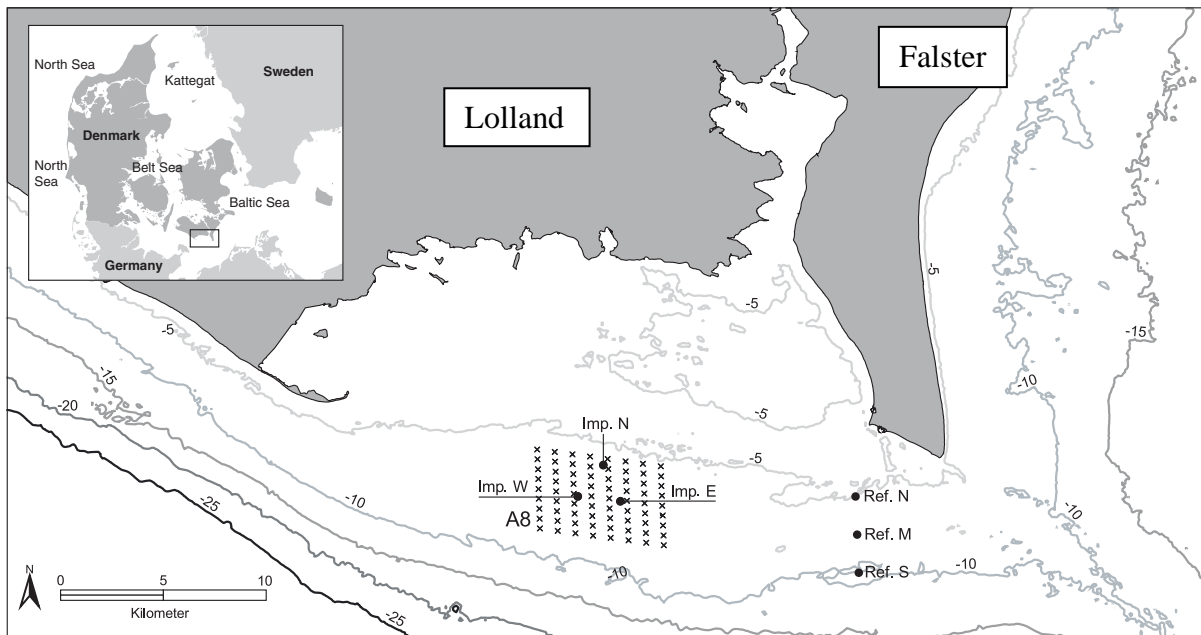 North Sea
Kattegat
Sweden
Denmark
North
Sea
Belt Sea
Baltic Sea
Germany
Lolland
Falster
-5
-5
-5
-5
-5
-15
-15
-20
-25
-25
-10
-10
-10
-10
-10
Imp. N
Imp. W
Imp. E
A8
Ref. N
Ref. M
Ref. S
N
0
5
10
Kilometer